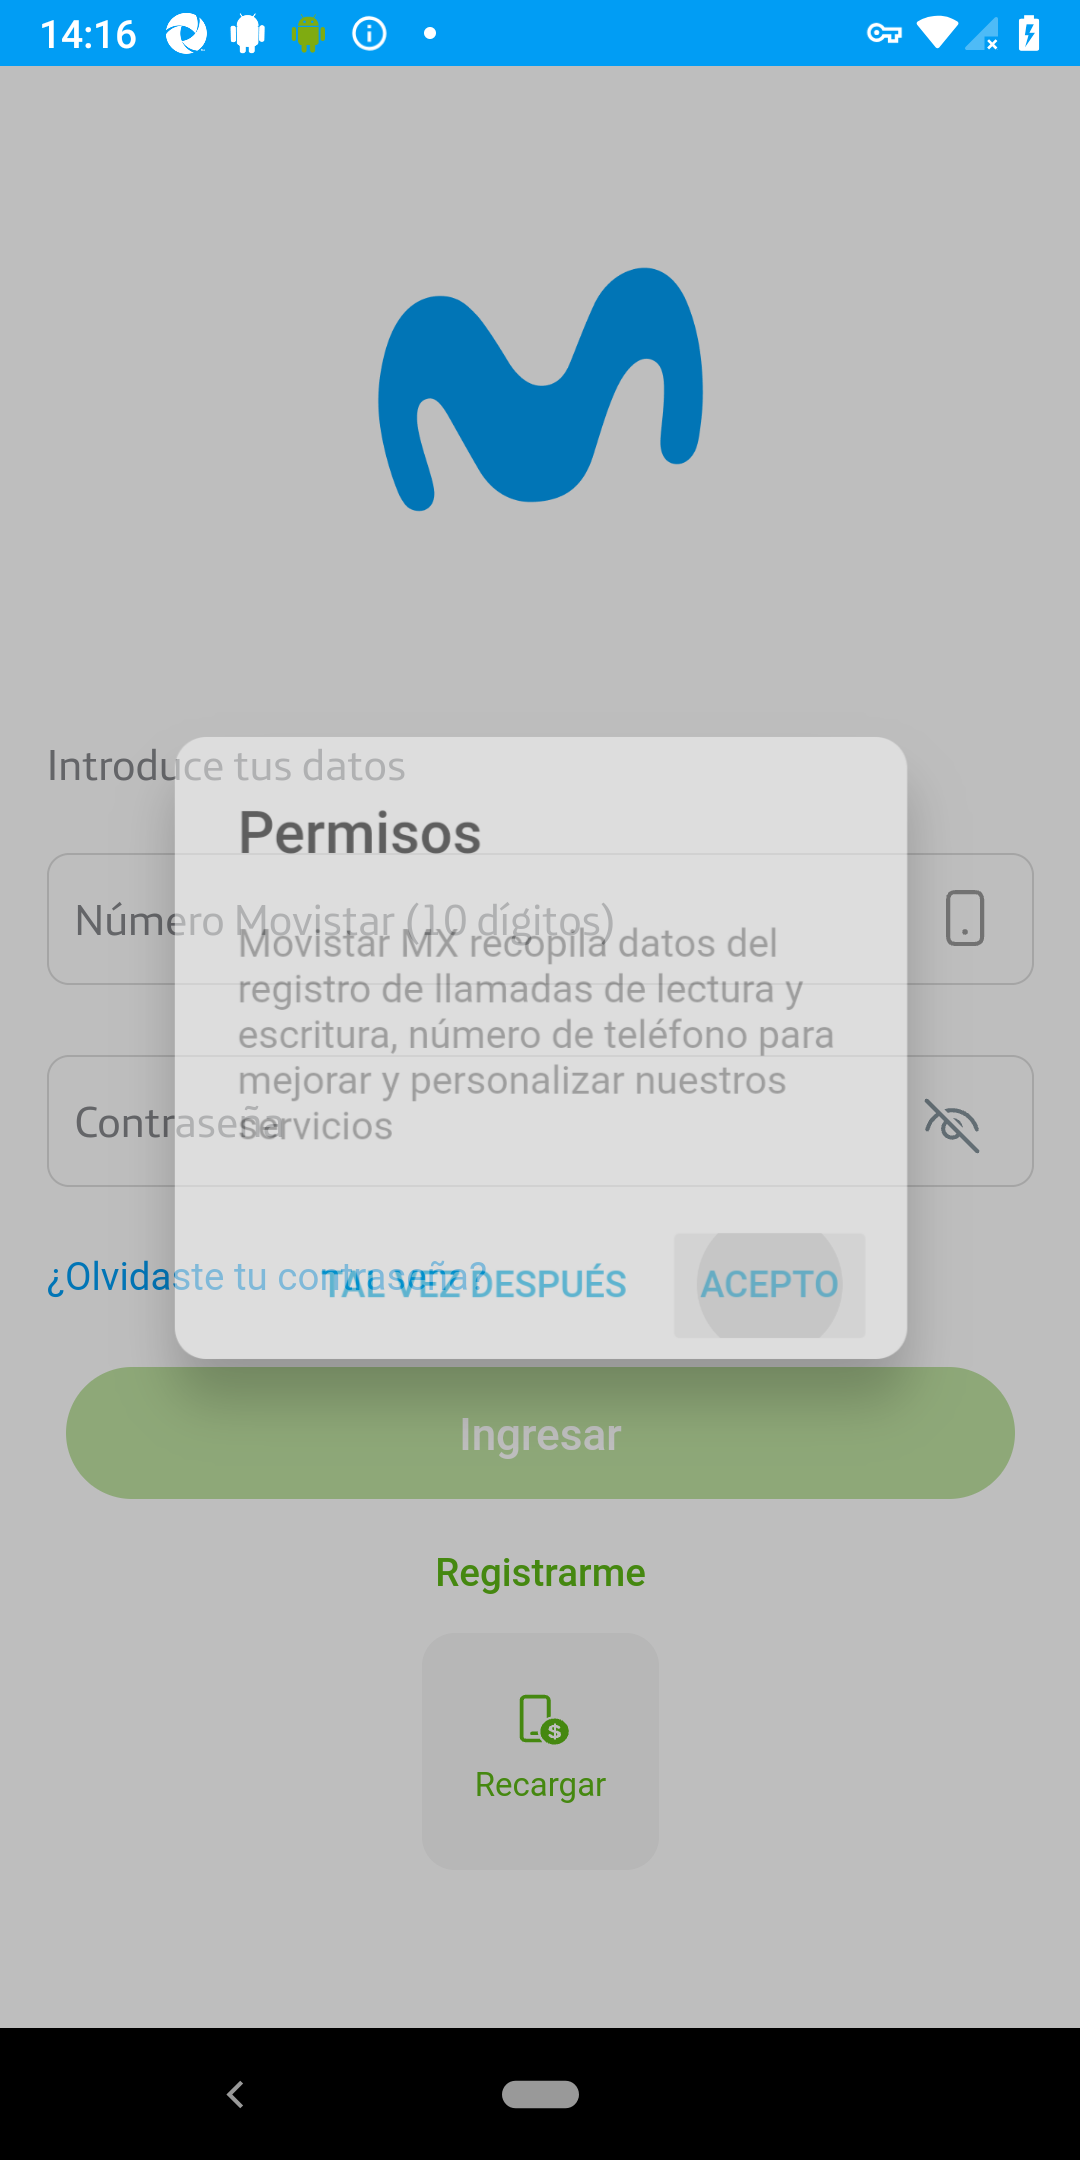 14:16
Introduce tus datos
Permisos
Número Movistar (10 dígitos)
Movistar MX recopila datos del
registro de llamadas de lectura y
escritura, número de teléfono para
mejorar y personalizar nuestros
Contraseña
servicios
¿Olvidaste tu contraseña?
TAL VEZ DESPUÉS
ACEPTO
Ingresar
Registrarme
Recargar